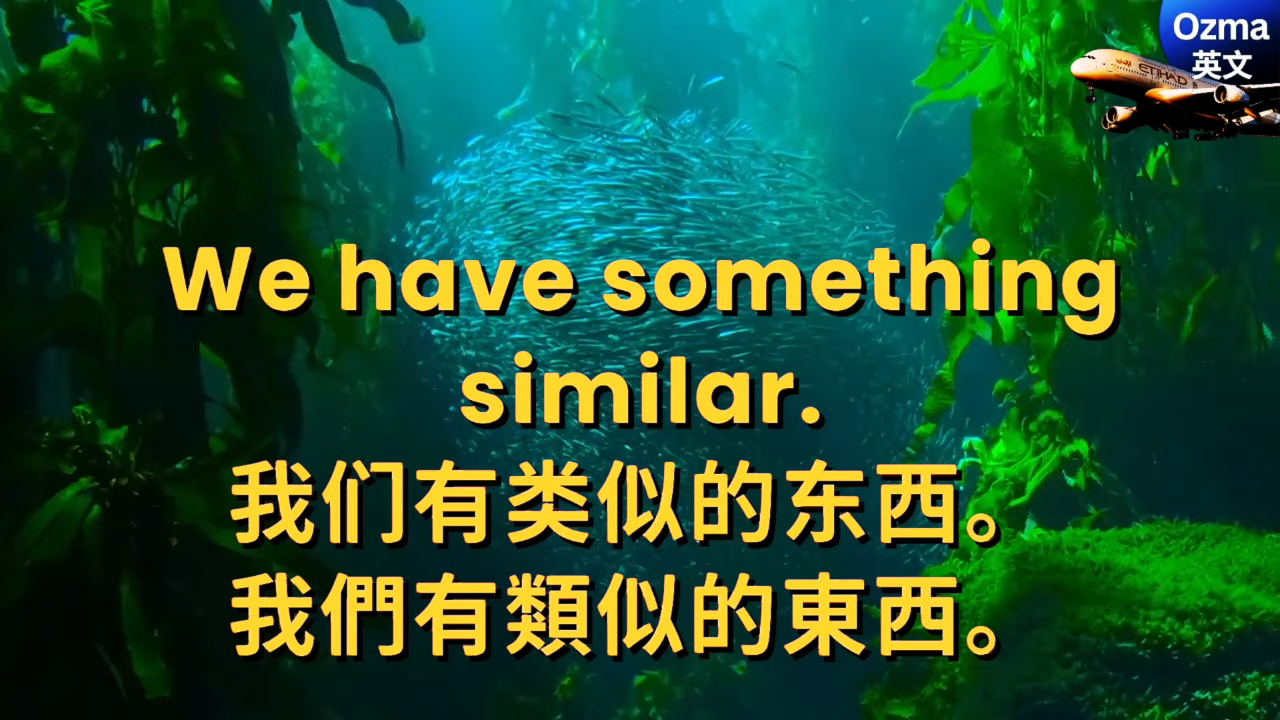 Ozma
英文
ETIHAD
We have something
similar.
我们有类似的东西。
我們有類似的東西。